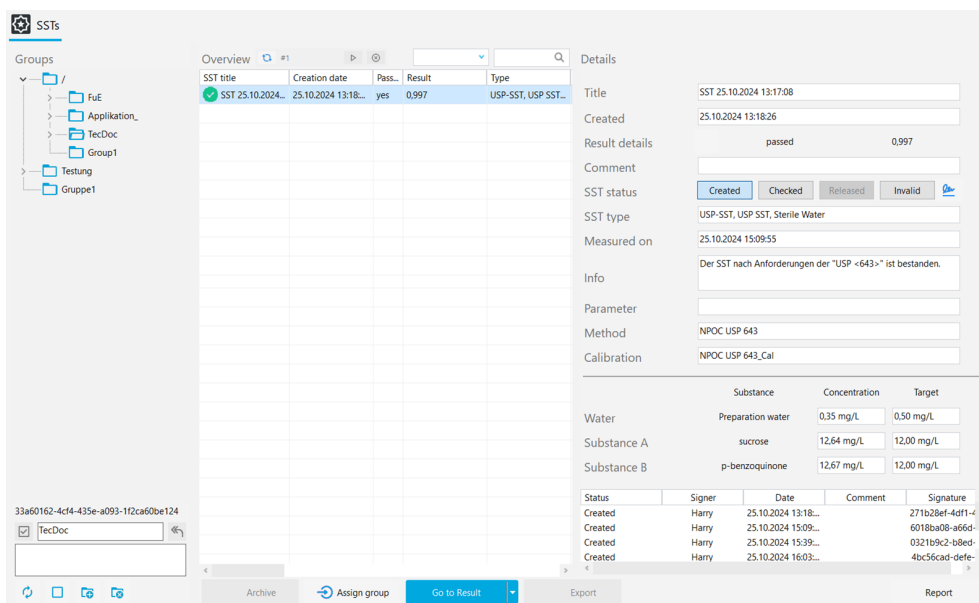 SSTs
Groups
/
FuE
Applikation_
TecDoc
Group1
Testung
Gruppe1
33a60162-4cf4-435e-a093-1f2ca60be124
TecDoc
Overview #1
SST title Creation date Pass... Result Type
SST 25.10.2024... 25.10.2024 13:18:... yes 0,997 USP-SST, USP SST...
Archive Assign group Go to Result Export Report
Details
Title SST 25.10.2024 13:17:08
Created 25.10.2024 13:18:26
Result details passed 0,997
Comment
SST status Created Checked Released Invalid
SST type USP-SST, USP SST, Sterile Water
Measured on 25.10.2024 15:09:55
Info Der SST nach Anforderungen der "USP <643>" ist bestanden.
Parameter
Method NPOC USP 643
Calibration NPOC USP 643_Cal
Substance Concentration Target
Water Preparation water 0,35 mg/L 0,50 mg/L
Substance A sucrose 12,64 mg/L 12,00 mg/L
Substance B p-benzoquinone 12,67 mg/L 12,00 mg/L
Status Signer Date Comment Signature
Created Harry 25.10.2024 13:18:... 271b28ef-4df1-4
Created Harry 25.10.2024 15:09:... 6018ba08-a66d-
Created Harry 25.10.2024 15:39:... 0321b9c2-b8ed-
Created Harry 25.10.2024 16:03:... 4bc56cad-defe-